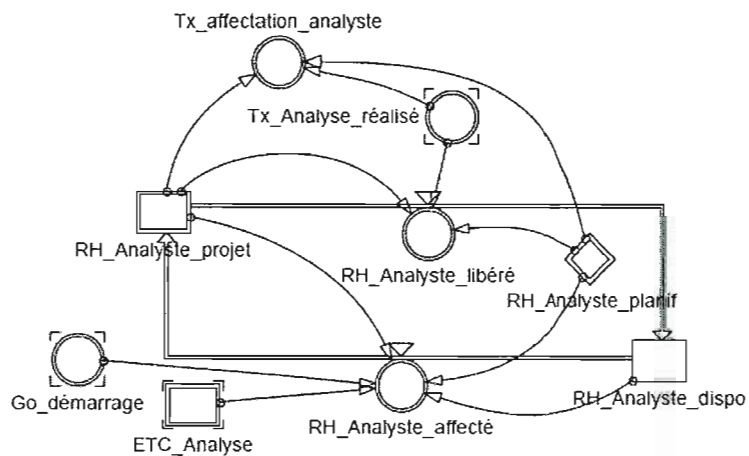 Tx_affectation_analyste
Tx_Analyse_réalisé
RH_Analyste_projet
RH_Analyste_libéré
RH_Analyste_planif
Go_démarrage
ETC_Analyse
RH_Analyste_affecté
RH_Analyste_dispo